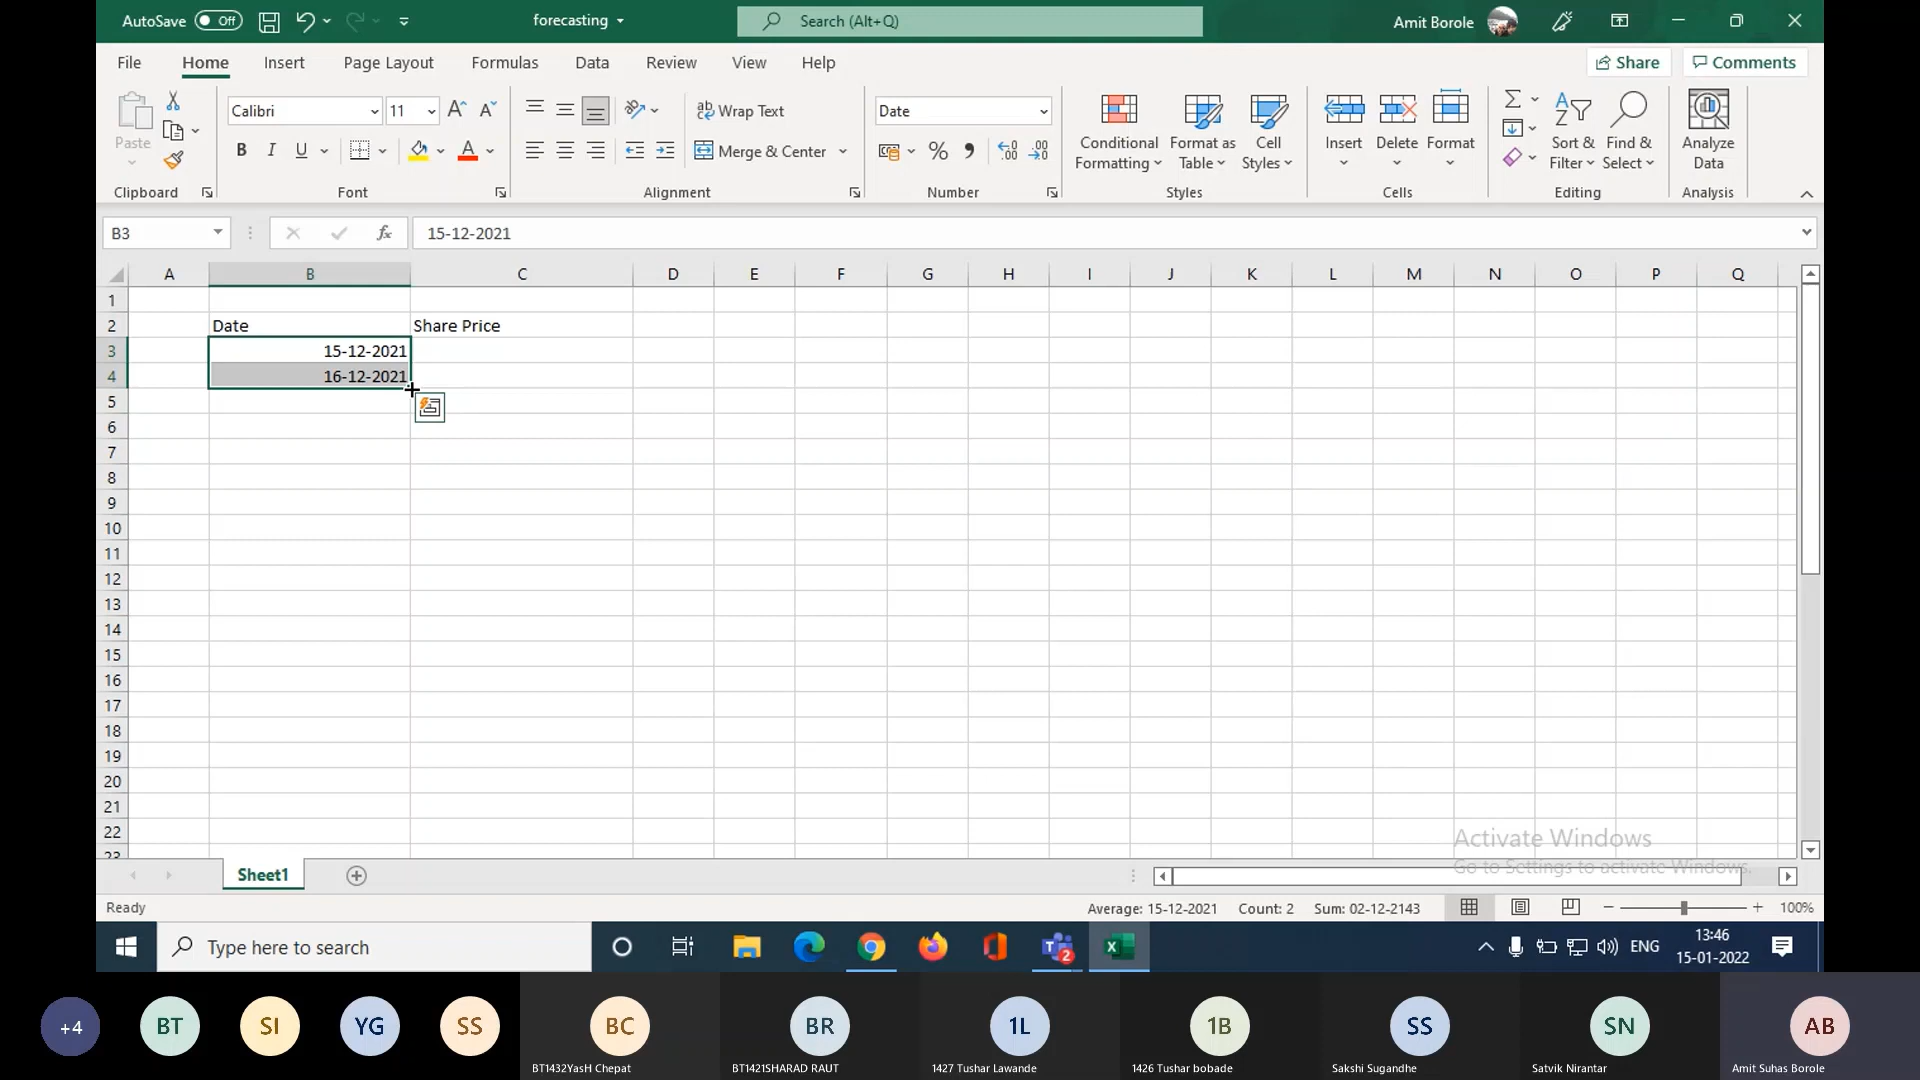 AutoSave Off forecasting Search (Alt+Q) Amit Borole
File Home Insert Page Layout Formulas Data Review View Help Share Comments
Paste Calibri 11 Wrap Text Date Conditional Format as Cell Insert Delete Format Sort & Find & Analyze
B I U A Merge & Center % Formatting Table Styles Filter Select Data
Clipboard Font Alignment Number Styles Cells Editing Analysis
B3 fx 15-12-2021
A B C D E F G H I J K L M N O P Q
1
2 Date Share Price
3 15-12-2021
4 16-12-2021
5
6
7
8
9
10
11
12
13
14
15
16
17
18
19
20
21
22
23
Activate Windows
Go to Settings to activate Windows.
Sheet1
Ready Average: 15-12-2021 Count: 2 Sum: 02-12-2143 100%
Type here to search 2 ENG 13:46
15-01-2022
+4 BT SI YG SS BC BR 1L 1B SS SN AB
BT1432YasH Chepat BT1421SHARAD RAUT 1427 Tushar Lawande 1426 Tushar bobade Sakshi Sugandhe Satvik Nirantar Amit Suhas Borole